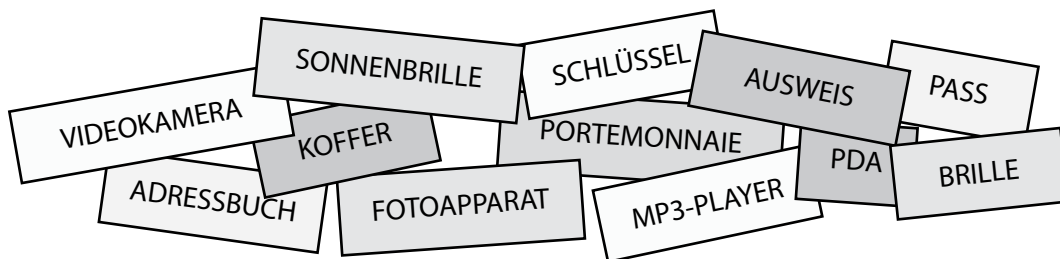 SONNENBRILLE
SCHLÜSSEL
AUSWEIS
PASS
VIDEOKAMERA
KOFFER
PORTEMONNAIE
PDA
BRILLE
ADRESSBUCH
FOTOAPPARAT
MP3-PLAYER